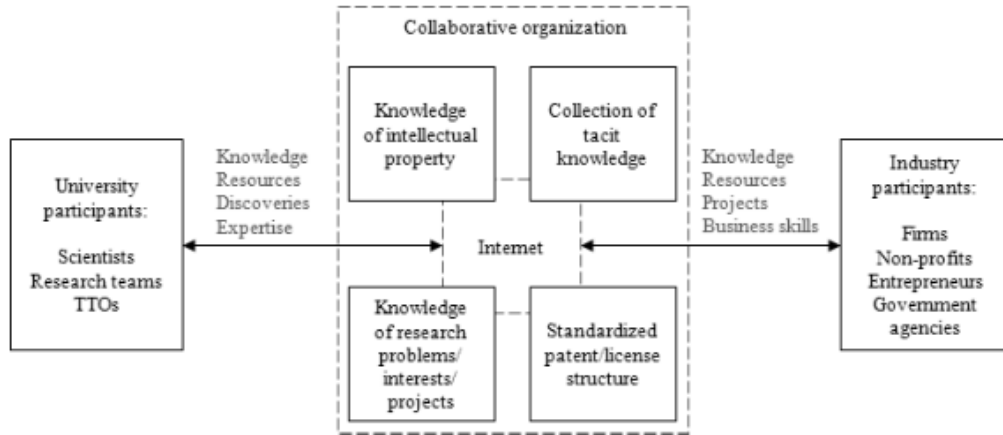 Collaborative organization
University
participants:
Scientists
Research teams
TTOs
Knowledge
Resources
Discoveries
Expertise
Knowledge
of intellectual
property
Collection of
tacit
knowledge
Internet
Knowledge
of research
problems/
interests/
projects
Standardized
patent/license
structure
Knowledge
Resources
Projects
Business skills
Industry
participants:
Firms
Non-profits
Entrepreneurs
Government
agencies